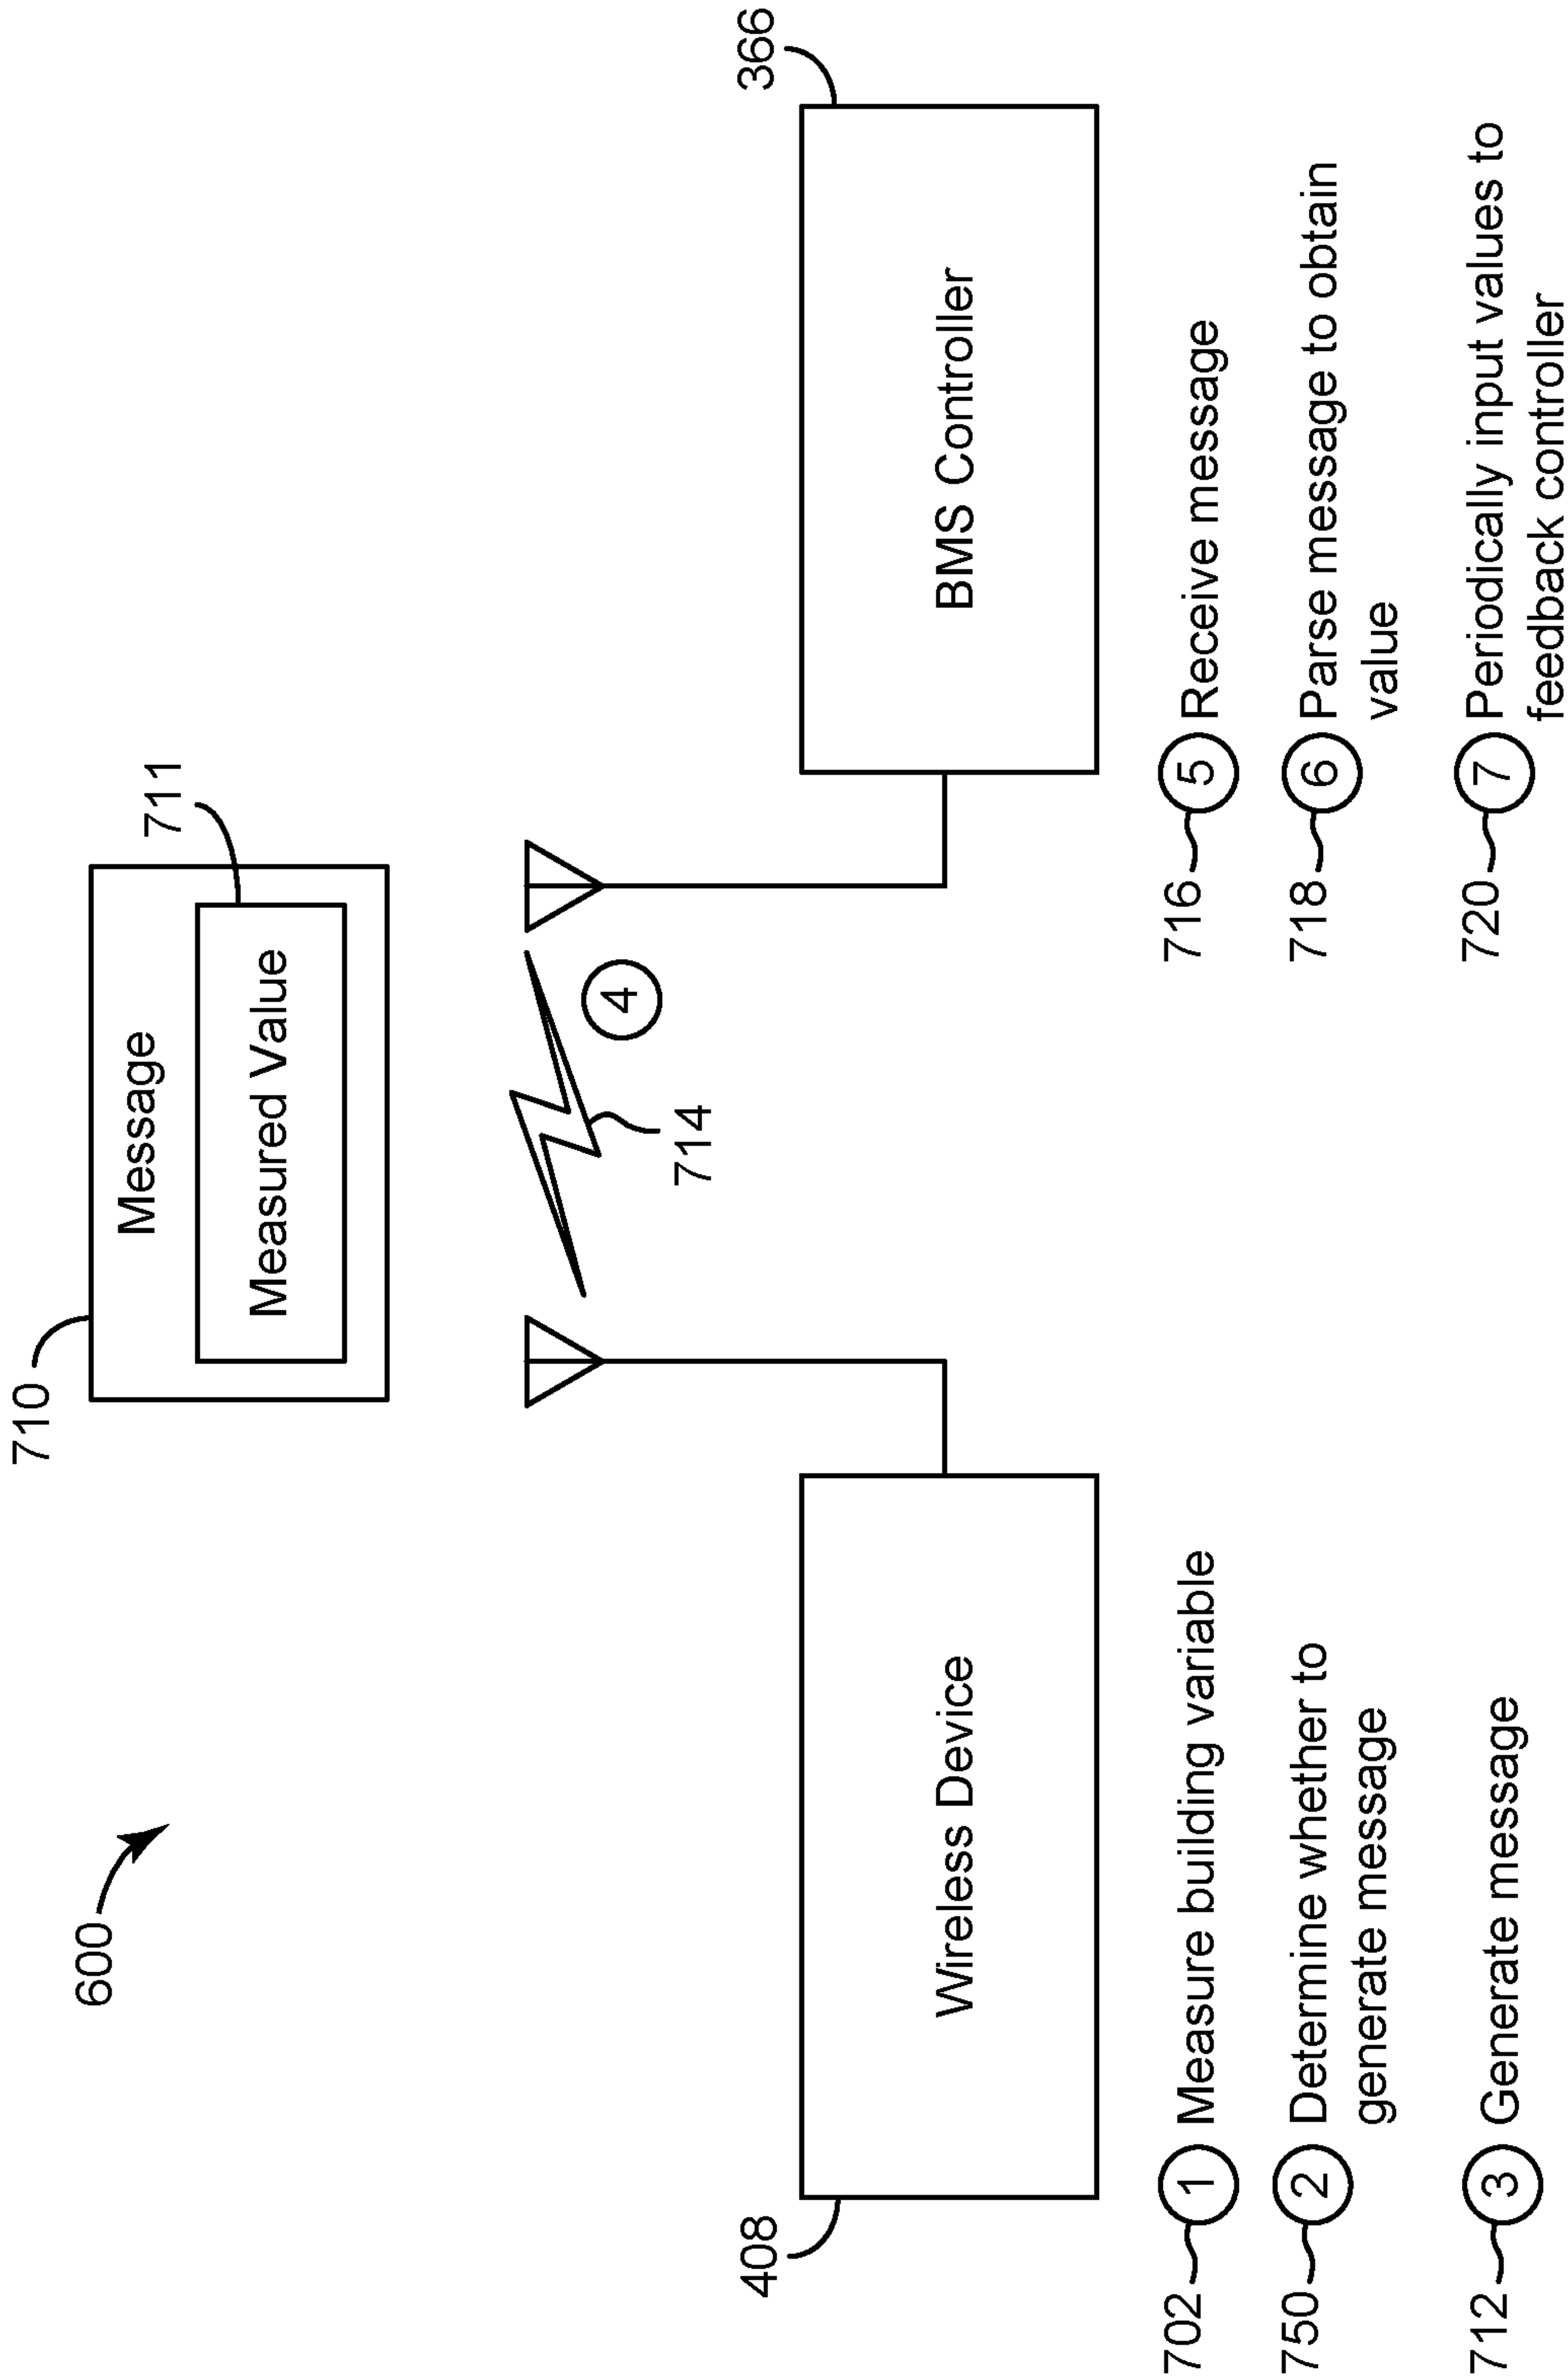 600
710
Message
711
Measured Value
4
714
408
Wireless Device
366
BMS Controller
702 1 Measure building variable
750 2 Determine whether to
generate message
712 3 Generate message
716 5 Receive message
718 6 Parse message to obtain
value
720 7 Periodically input values to
feedback controller